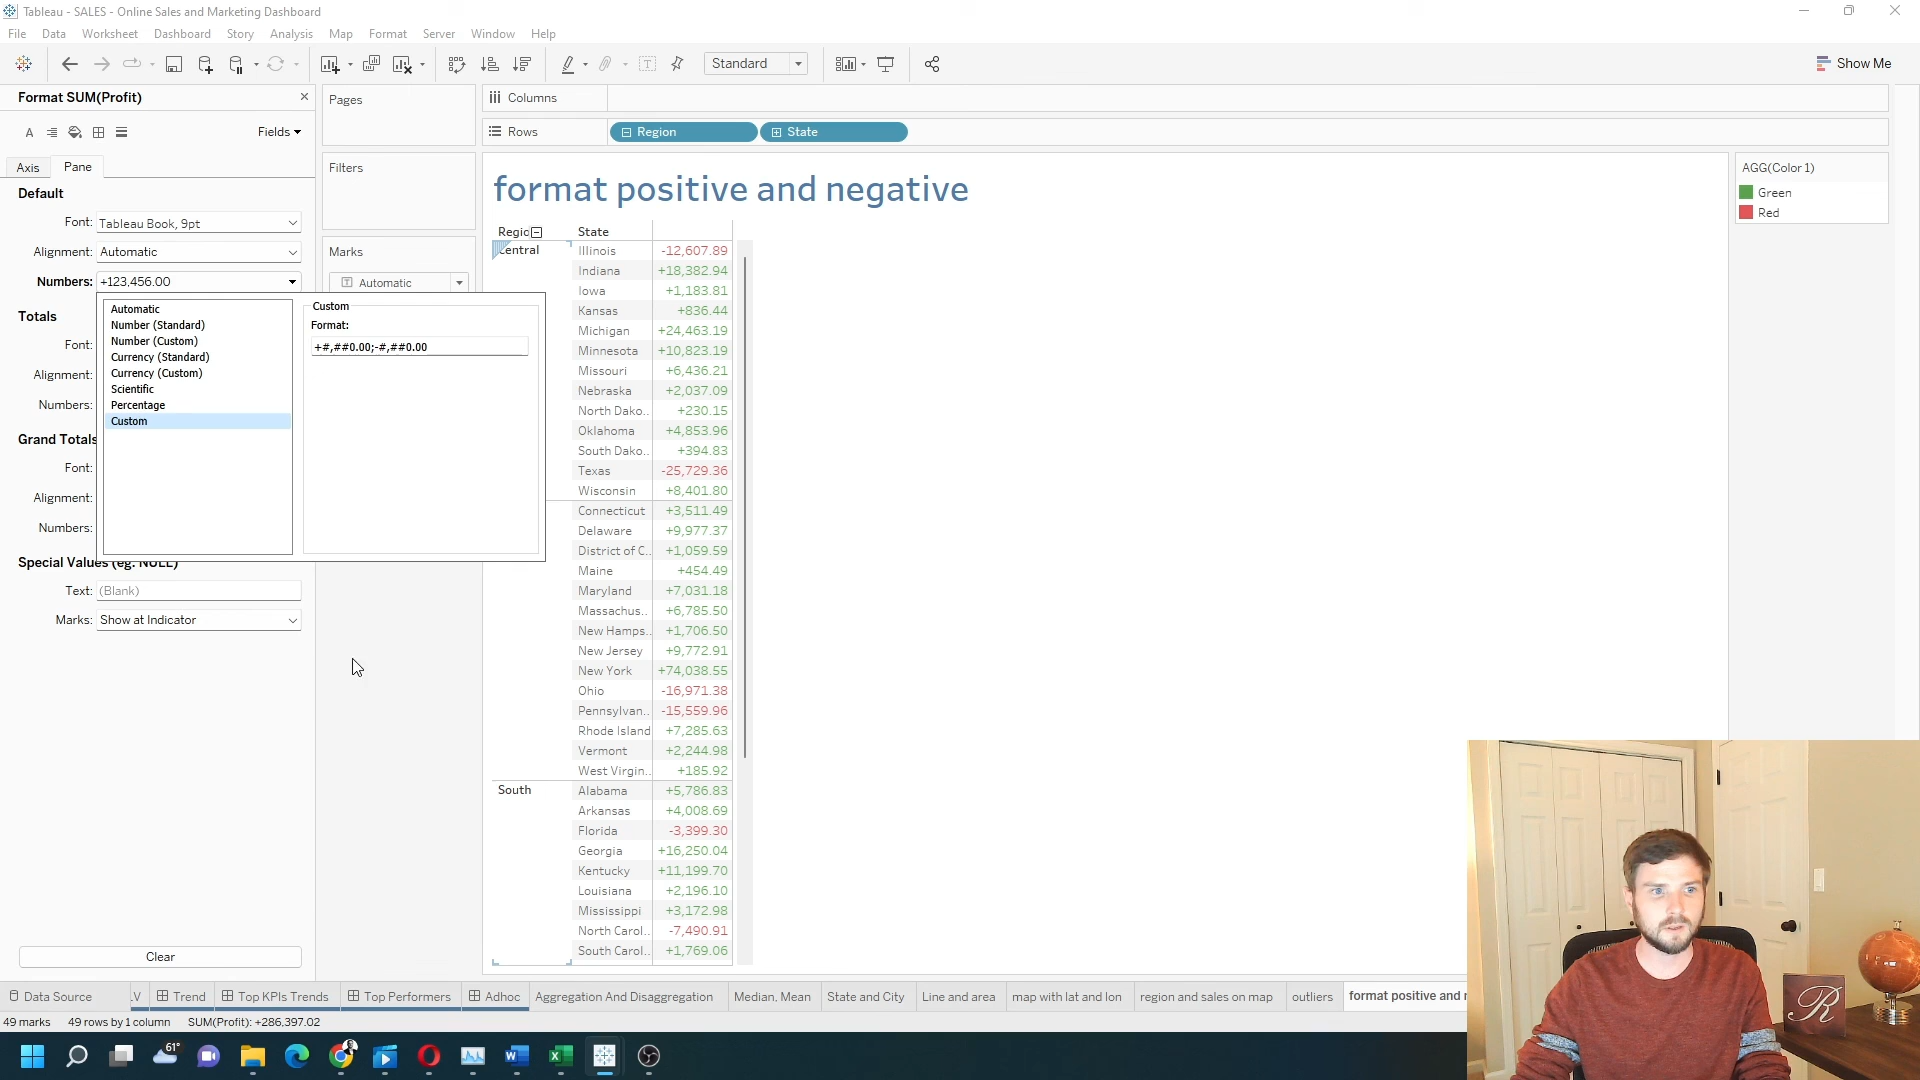 Tableau - SALES - Online Sales and Marketing Dashboard
File Data Worksheet Dashboard Story Analysis Map Format Server Window Help
Standard
Show Me
Format SUM(Profit)
Fields
Axis Pane
Default
Font: Tableau Book, 9pt
Alignment: Automatic
Numbers: +123,456.00
Totals
Font:
Alignment:
Numbers:
Grand Totals
Font:
Alignment:
Numbers:
Special Values (eg. NULL)
Text: (Blank)
Marks: Show at Indicator
Clear
Automatic
Number (Standard)
Number (Custom)
Currency (Standard)
Currency (Custom)
Scientific
Percentage
Custom
Custom
Format:
+#,##0.00;-#,##0.00
Pages
Filters
Marks
Automatic
Columns
Rows Region State
format positive and negative
Regio State
Central Illinois -12,607.89
Indiana +18,382.94
Iowa +1,183.81
Kansas +836.44
Michigan +24,463.19
Minnesota +10,823.19
Missouri +6,436.21
Nebraska +2,037.09
North Dako.. +230.15
Oklahoma +4,853.96
South Dako.. +394.83
Texas -25,729.36
Wisconsin +8,401.80
Connecticut +3,511.49
Delaware +9,977.37
District of C.. +1,059.59
Maine +454.49
Maryland +7,031.18
Massachus.. +6,785.50
New Hamps.. +1,706.50
New Jersey +9,772.91
New York +74,038.55
Ohio -16,971.38
Pennsylvan.. -15,559.96
Rhode Island +7,285.63
Vermont +2,244.98
West Virgin.. +185.92
South Alabama +5,786.83
Arkansas +4,008.69
Florida -3,399.30
Georgia +16,250.04
Kentucky +11,199.70
Louisiana +2,196.10
Mississippi +3,172.98
North Carol.. -7,490.91
South Carol.. +1,769.06
AGG(Color 1)
Green
Red
Data Source LV Trend Top KPIs Trends Top Performers Adhoc Aggregation And Disaggregation Median, Mean State and City Line and area map with lat and lon region and sales on map outliers format positive and n
49 marks 49 rows by 1 column SUM(Profit): +286,397.02
61°
R